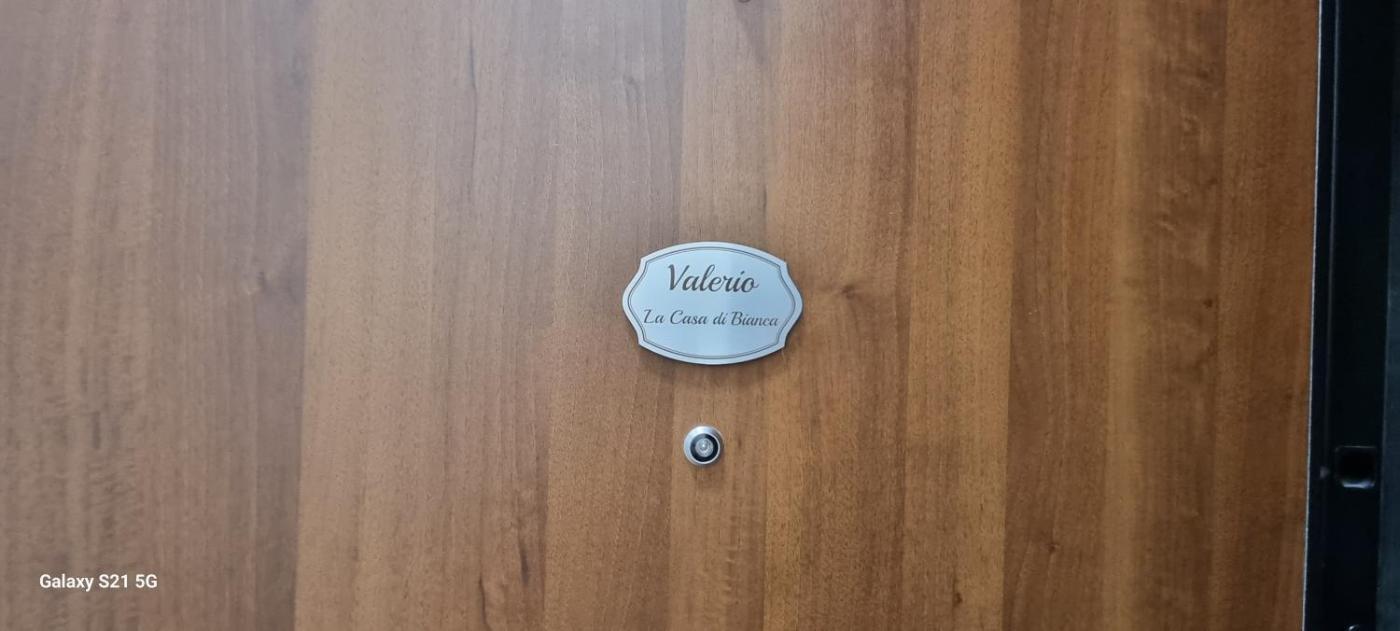 Valerio
La Casa di Bianca
Galaxy S21 5G